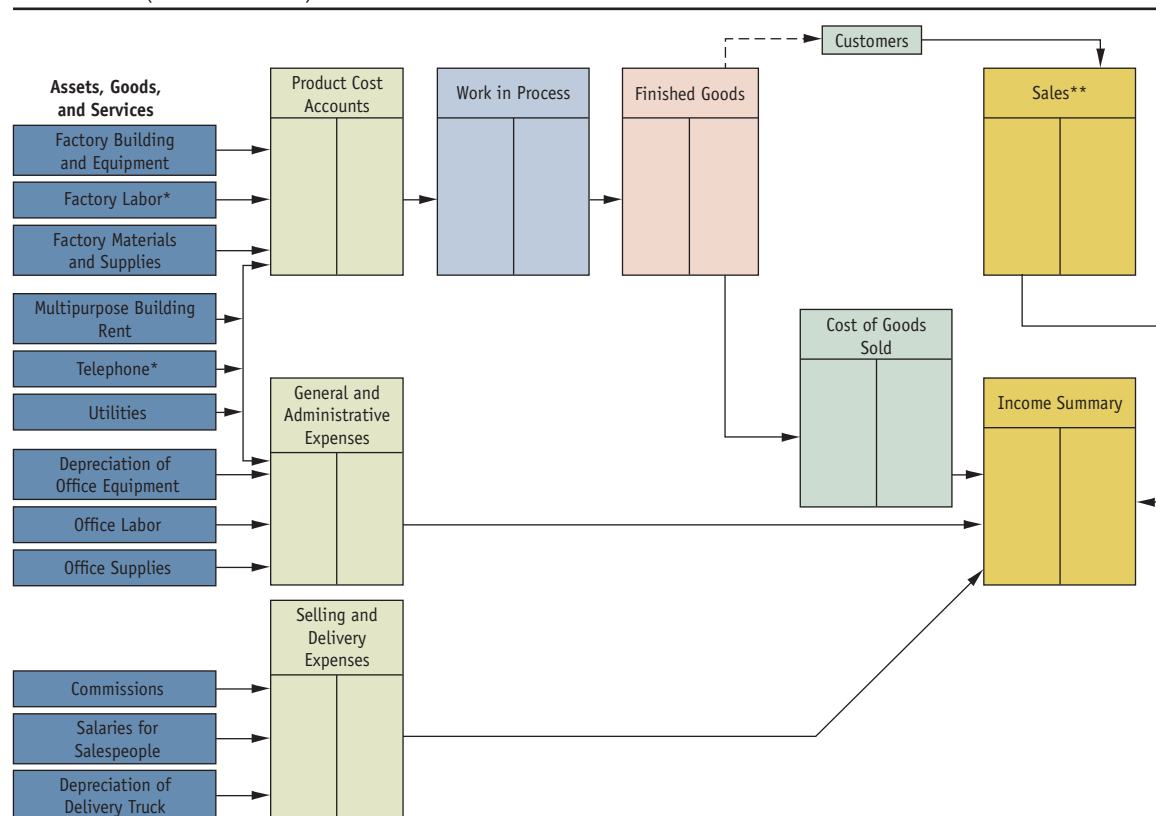 Customers
Assets, Goods,
and Services
Product Cost
Accounts
Work in Process
Finished Goods
Sales**
Factory Building
and Equipment
Factory Labor*
Factory Materials
and Supplies
Multipurpose Building
Rent
Telephone*
Utilities
Cost of Goods
Sold
General and
Administrative
Expenses
Income Summary
Depreciation of
Office Equipment
Office Labor
Office Supplies
Selling and
Delivery
Expenses
Commissions
Salaries for
Salespeople
Depreciation of
Delivery Truck